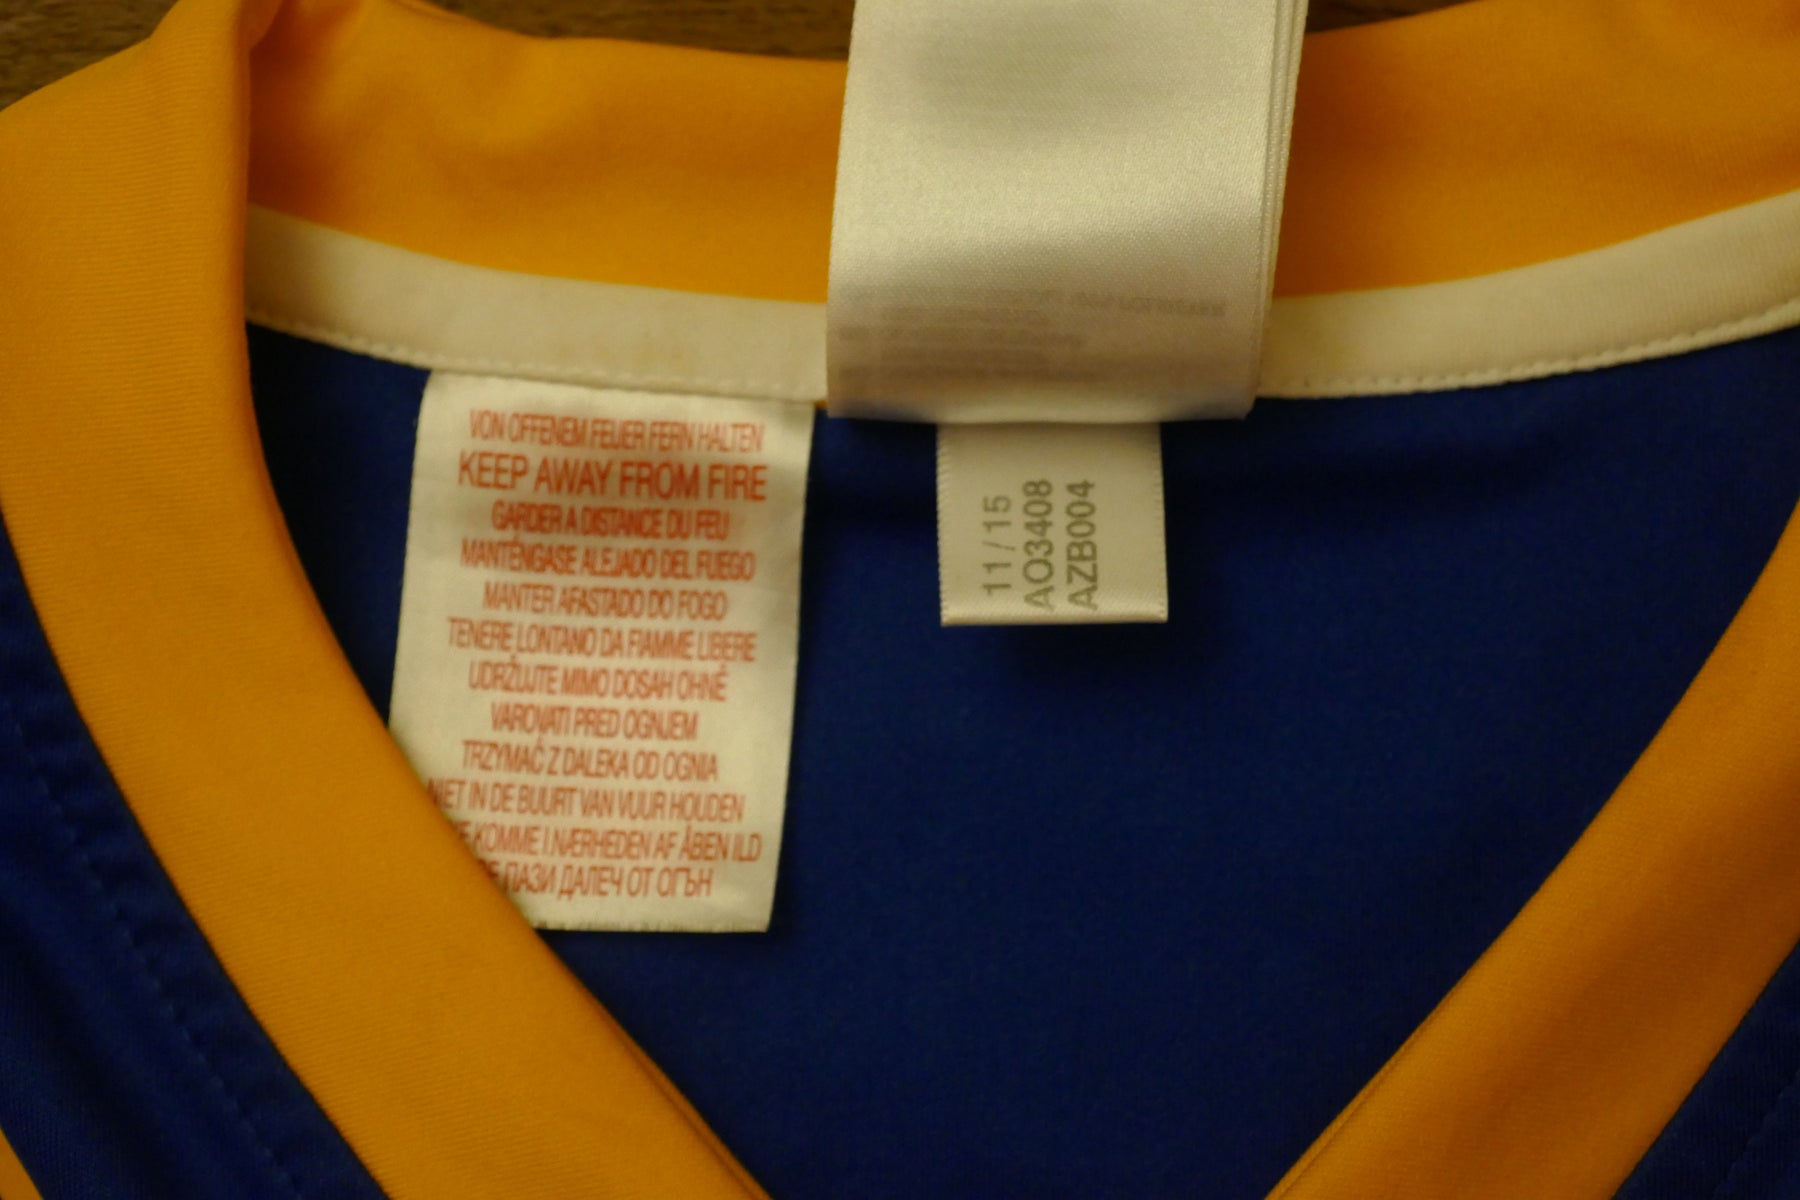 VON OFFENEM FEUER FERN HALTEN
KEEP AWAY FROM FIRE
GARDER A DISTANCE DU FEU
MANTÉNGASE ALEJADO DEL FUEGO
MANTER AFASTADO DO FOGO
TENERE LONTANO DA FIAMME LIBERE
UDRŽUJTE MIMO DOSAH OHNĚ
VAROVATI PRED OGNJEM
TRZYMAĆ Z DALEKA OD OGNIA
NIET IN DE BUURT VAN VUUR HOUDEN
KOMME I NÆRHEDEN AF ÅBEN ILD
ПАЗИ ДАЛЕЧ ОТ ОГЪН
11/15
AO3408
AZB004